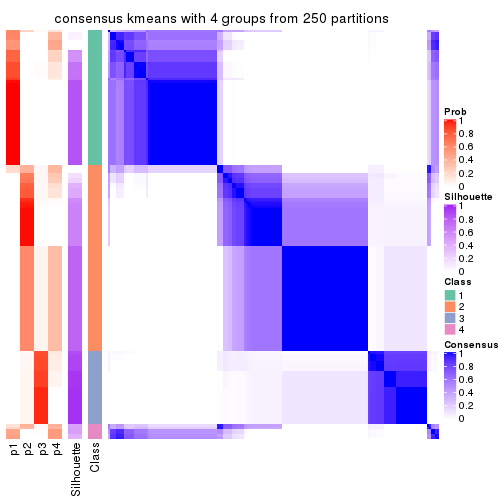 consensus kmeans with 4 groups from 250 partitions
Prob
1
0.8
0.6
0.4
0.2
0
Silhouette
1
0.8
0.6
0.4
0.2
0
Class
1
2
3
4
Consensus
1
0.8
0.6
0.4
0.2
0
p1
p2
p3
p4
Silhouette
Class